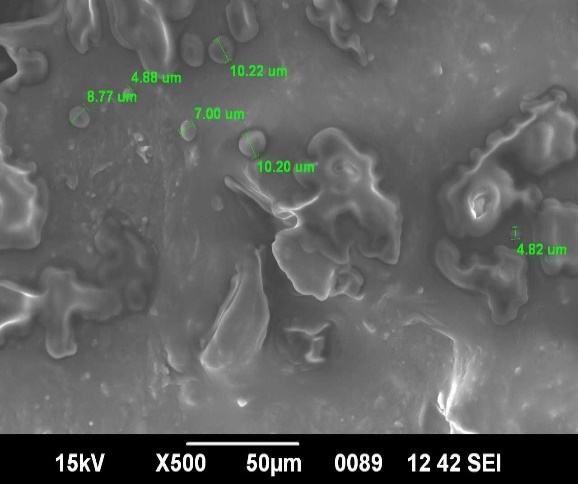 10.22 um
4.88 um
8.77 um
7.00 um
10.20 um
4.82 um
15kV X500 50µm 0089 12 42 SEI